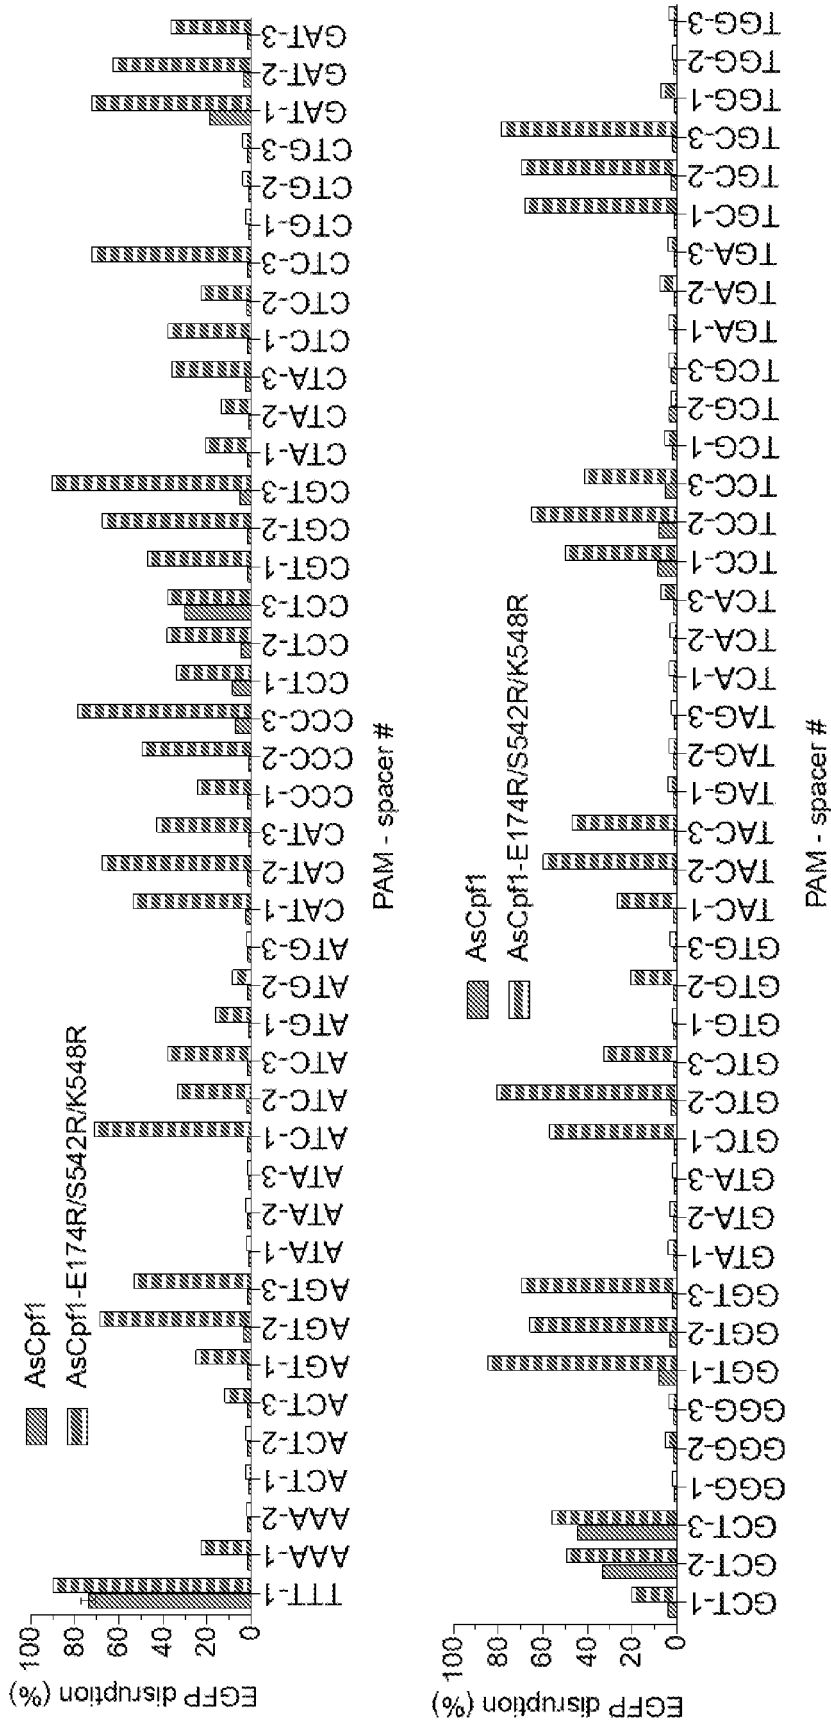 AsCpf1
AsCpf1-E174R/S542R/K548R
EGFP disruption (%)
100
80
60
40
20
0
TTT-1
AAA-1
AAA-2
ACT-1
ACT-2
ACT-3
AGT-1
AGT-2
AGT-3
ATA-1
ATA-2
ATA-3
ATC-1
ATC-2
ATC-3
ATG-1
ATG-2
ATG-3
CAT-1
CAT-2
CAT-3
CCC-1
CCC-2
CCC-3
CCT-1
CCT-2
CCT-3
CGT-1
CGT-2
CGT-3
CTA-1
CTA-2
CTA-3
CTC-1
CTC-2
CTC-3
CTG-1
CTG-2
CTG-3
GAT-1
GAT-2
GAT-3
PAM - spacer #
AsCpf1
AsCpf1-E174R/S542R/K548R
EGFP disruption (%)
100
80
60
40
20
0
GCT-1
GCT-2
GCT-3
GGG-1
GGG-2
GGG-3
GGT-1
GGT-2
GGT-3
GTA-1
GTA-2
GTA-3
GTC-1
GTC-2
GTC-3
GTG-1
GTG-2
GTG-3
TAC-1
TAC-2
TAC-3
TAG-1
TAG-2
TAG-3
TCA-1
TCA-2
TCA-3
TCC-1
TCC-2
TCC-3
TCG-1
TCG-2
TCG-3
TGA-1
TGA-2
TGA-3
TGC-1
TGC-2
TGC-3
TGG-1
TGG-2
TGG-3
PAM - spacer #